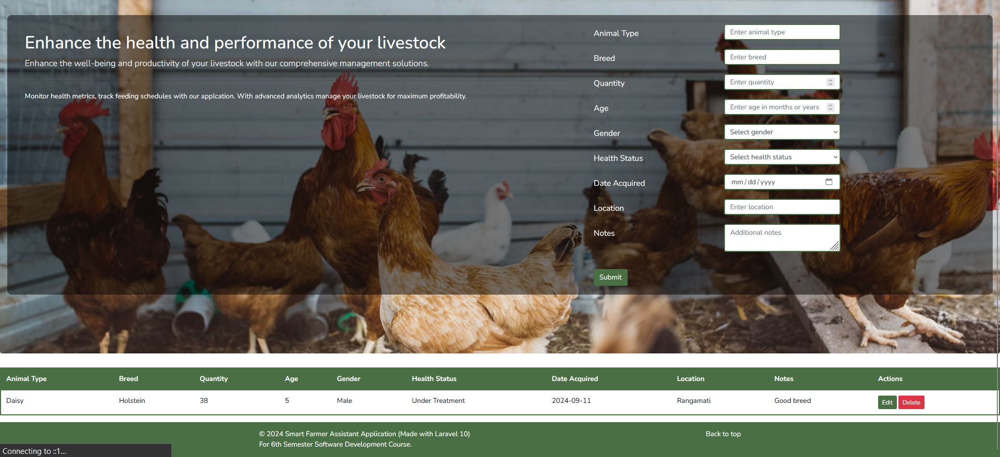 Enhance the health and performance of your livestock
Enhance the well-being and productivity of your livestock with our comprehensive management solutions.
Monitor health metrics, track feeding schedules with our applcation. With advanced analytics manage your livestock for maximum profitability.
Animal Type
Enter animal type
Breed
Enter breed
Quantity
Enter quantity
Age
Enter age in months or years
Gender
Select gender
Health Status
Select health status
Date Acquired
mm/dd/yyyy
Location
Enter location
Notes
Additional notes
Submit
Animal Type Breed Quantity Age Gender Health Status Date Acquired Location Notes Actions
Daisy Holstein 38 5 Male Under Treatment 2024-09-11 Rangamati Good breed Edit Delete
© 2024 Smart Farmer Assistant Application (Made with Laravel 10)
For 6th Semester Software Development Course.
Back to top
Connecting to ::1...